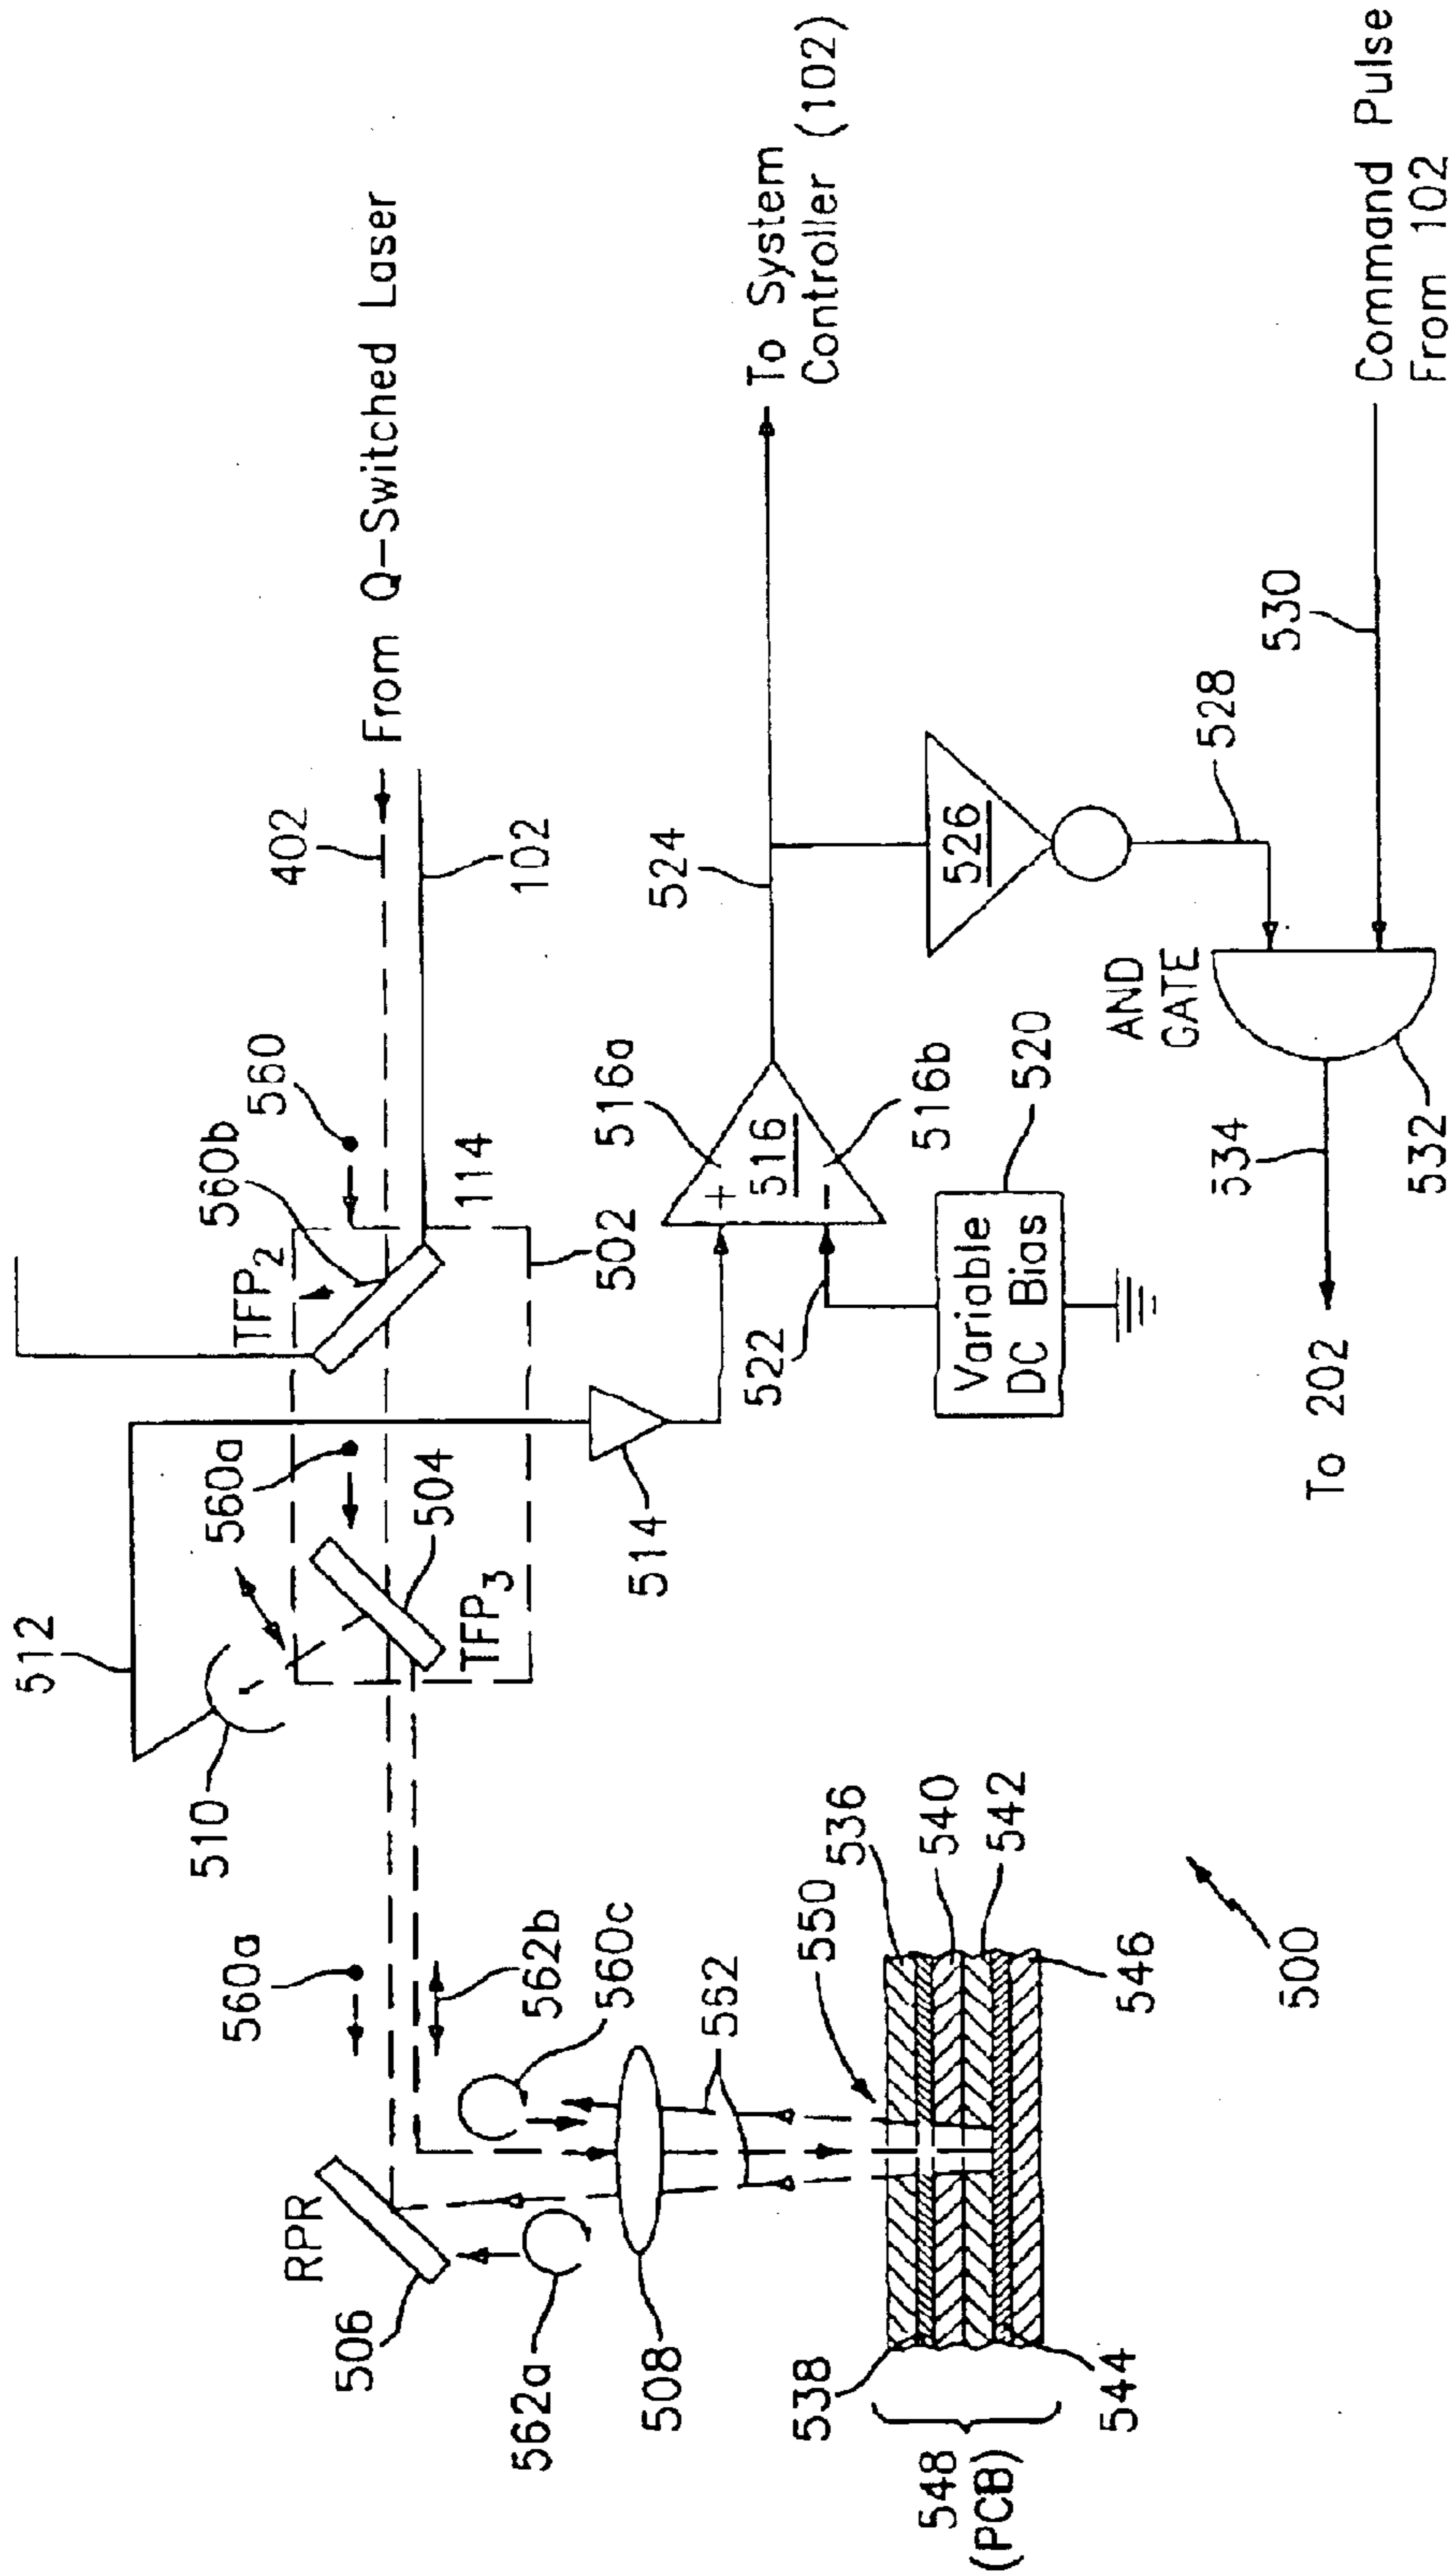 512
510
560a
560b
560
402
From Q-Switched Laser
TFP2
TFP3
504
114
502
102
RPR
506
562a
508
560a
562b
560c
562
514
516a
+
516
-
516b
522
520
Variable
DC Bias
524
To System
Controller (102)
526
528
530
AND
GATE
Command Pulse
From 102
534
To 202
532
550
536
540
542
546
538
544
548
(PCB)
500